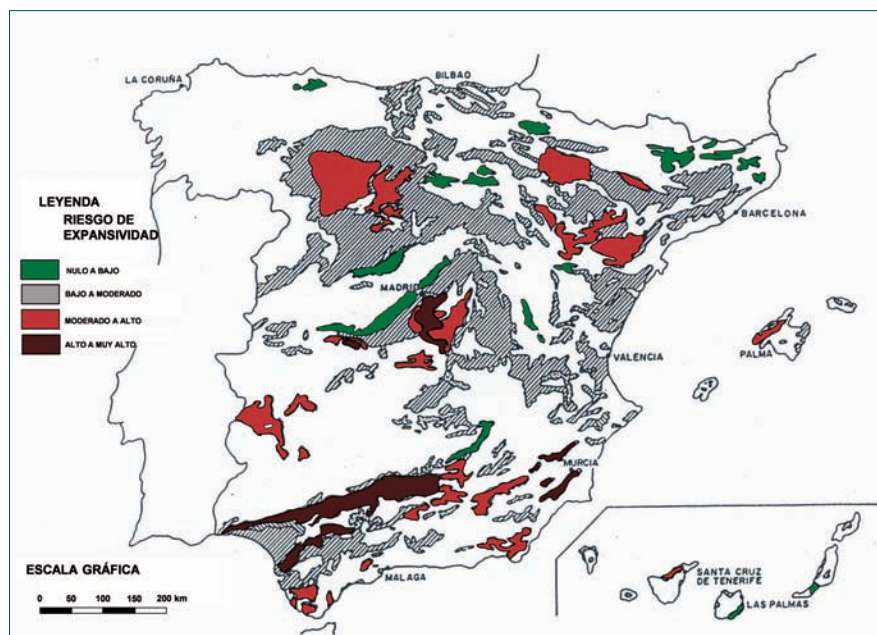 LA CORUÑA
BILBAO
LEYENDA
RIESGO DE
EXPANSIVIDAD
NULO A BAJO
BAJO A MODERADO
MODERADO A ALTO
ALTO A MUY ALTO
BARCELONA
MADRID
VALENCIA
PALMA
MURCIA
MALAGA
SANTA CRUZ
DE TENERIFE
LAS PALMAS
ESCALA GRÁFICA
0 50 100 150 200 km